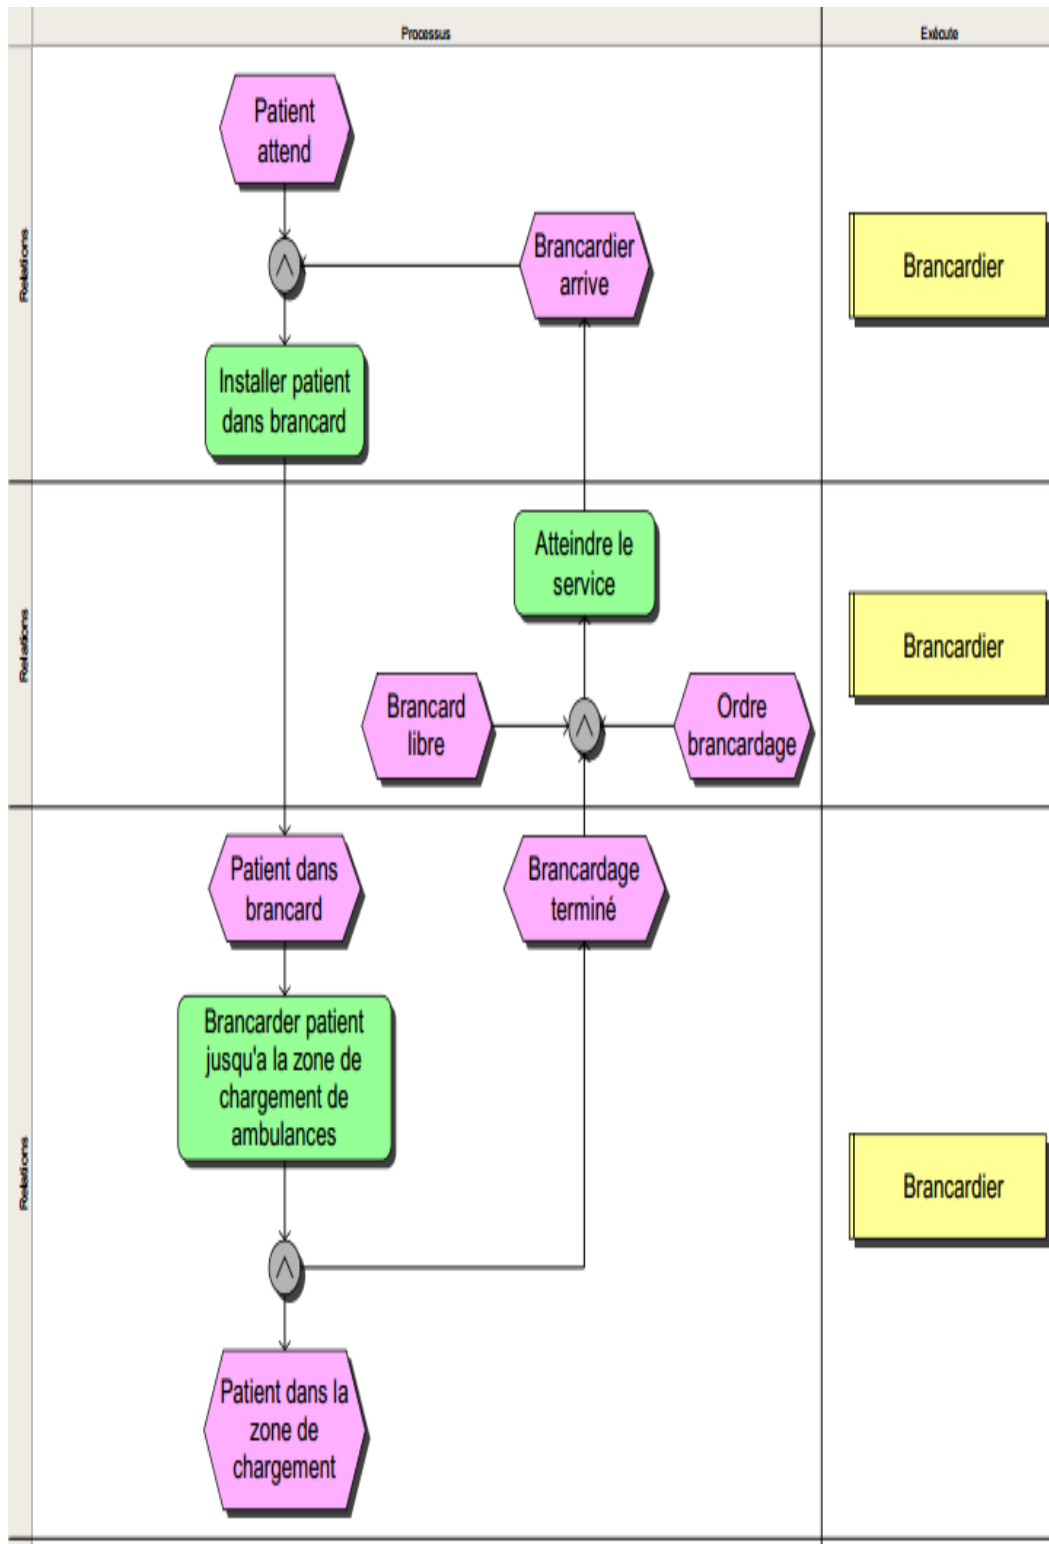 Processus
Exécute
Relations
Patient
attend
Brancardier
arrive
Brancardier
Installer patient
dans brancard
Relations
Atteindre le
service
Brancardier
Brancard
libre
Ordre
brancardage
Relations
Patient dans
brancard
Brancardage
terminé
Brancarder patient
jusqu'a la zone de
chargement de
ambulances
Brancardier
Patient dans la
zone de
chargement